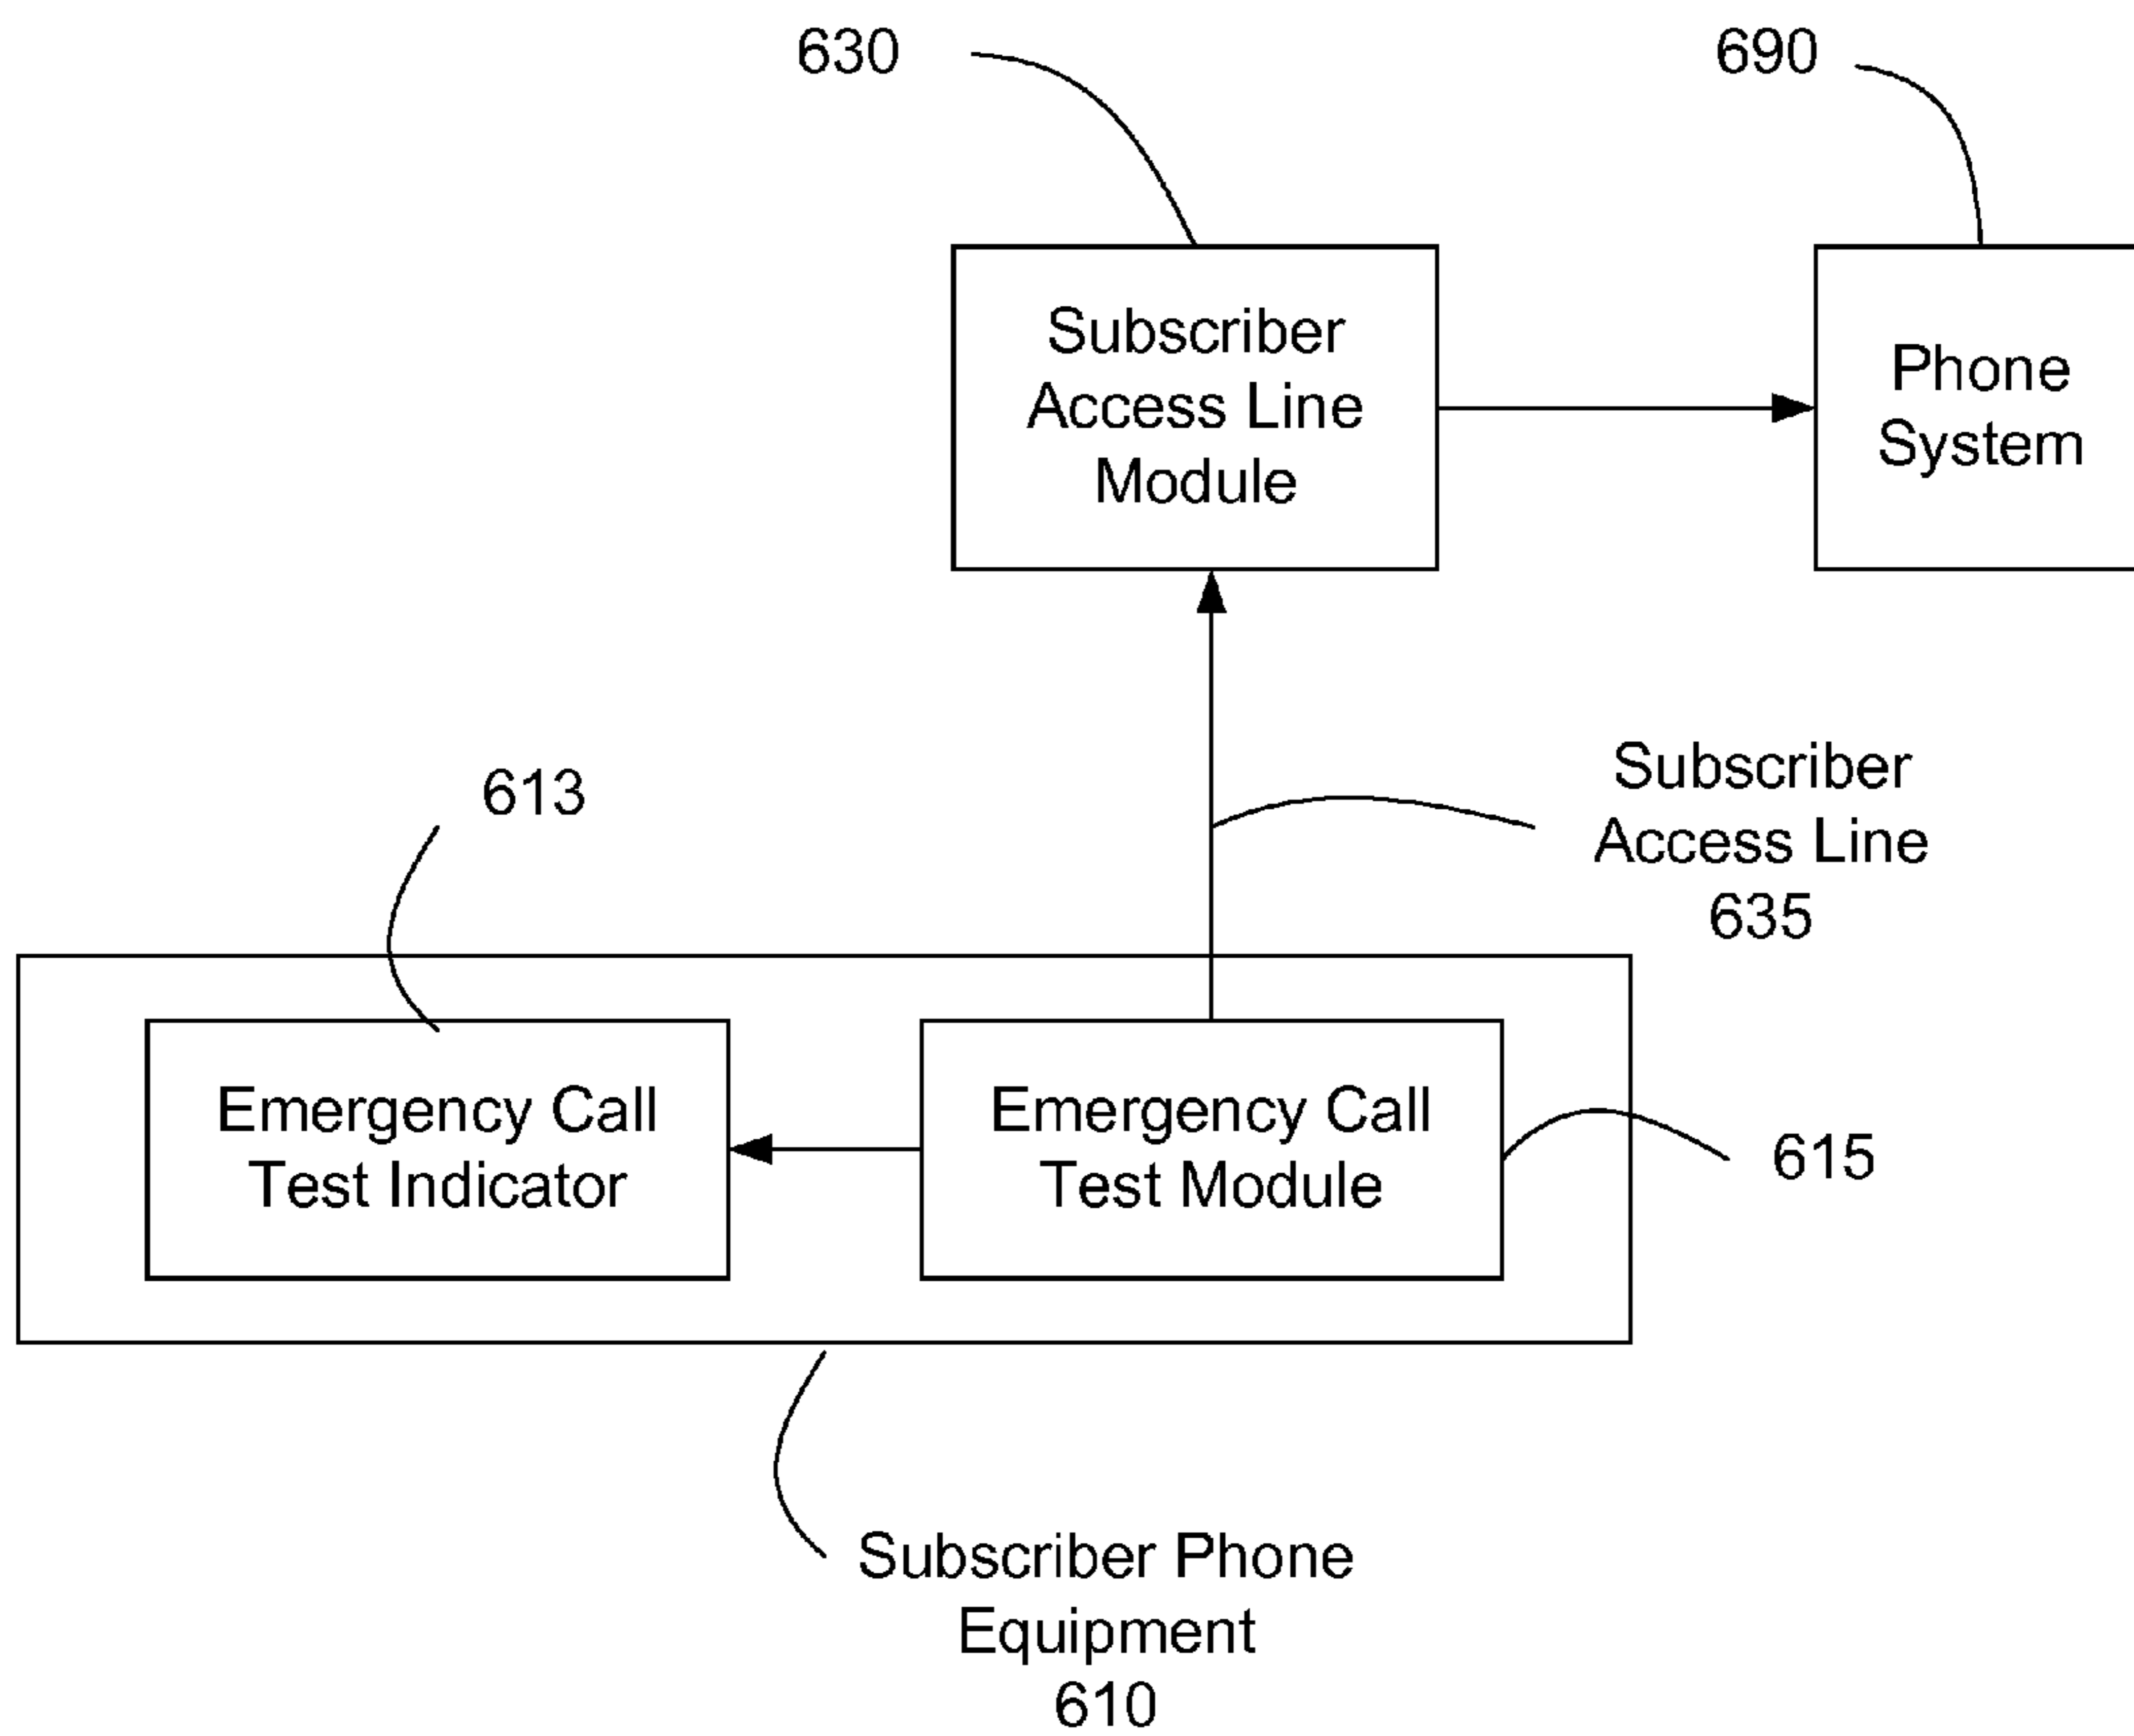 630
690
Subscriber
Access Line
Module
Phone
System
613
Subscriber
Access Line
635
Emergency Call
Test Indicator
Emergency Call
Test Module
615
Subscriber Phone
Equipment
610